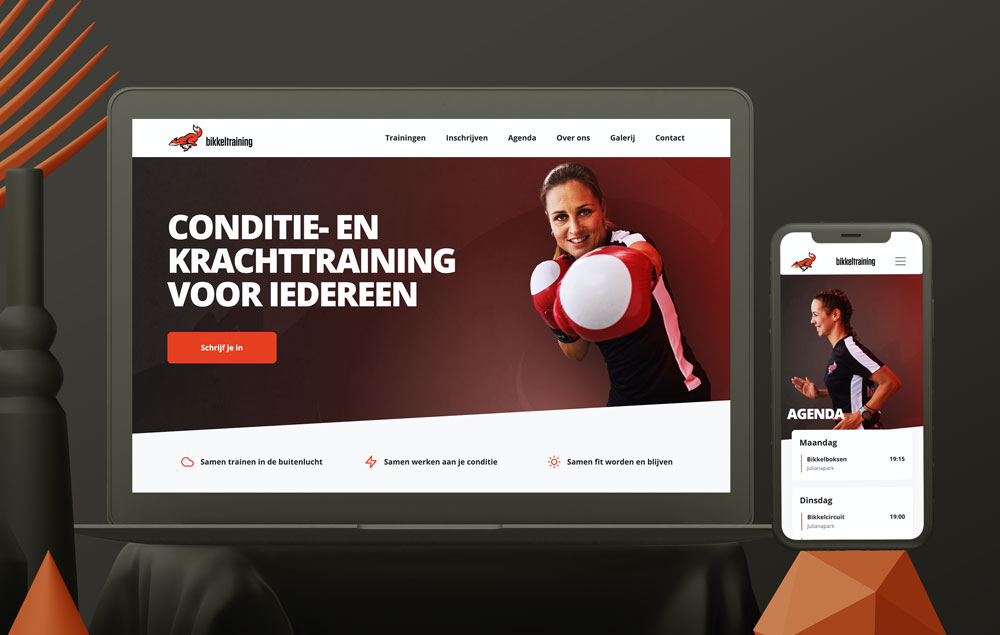 bikkeltraining
Trainingen Inschrijven Agenda Over ons Galerij Contact
CONDITIE- EN
KRACHTTRAINING
VOOR IEDEREEN
Schrijf je in
Samen trainen in de buitenlucht Samen werken aan je conditie Samen fit worden en blijven
bikkeltraining
AGENDA
Maandag
Bikkelboksen 19:15
Julianapark
Dinsdag
Bikkelcircuit 19:00
Julianapark